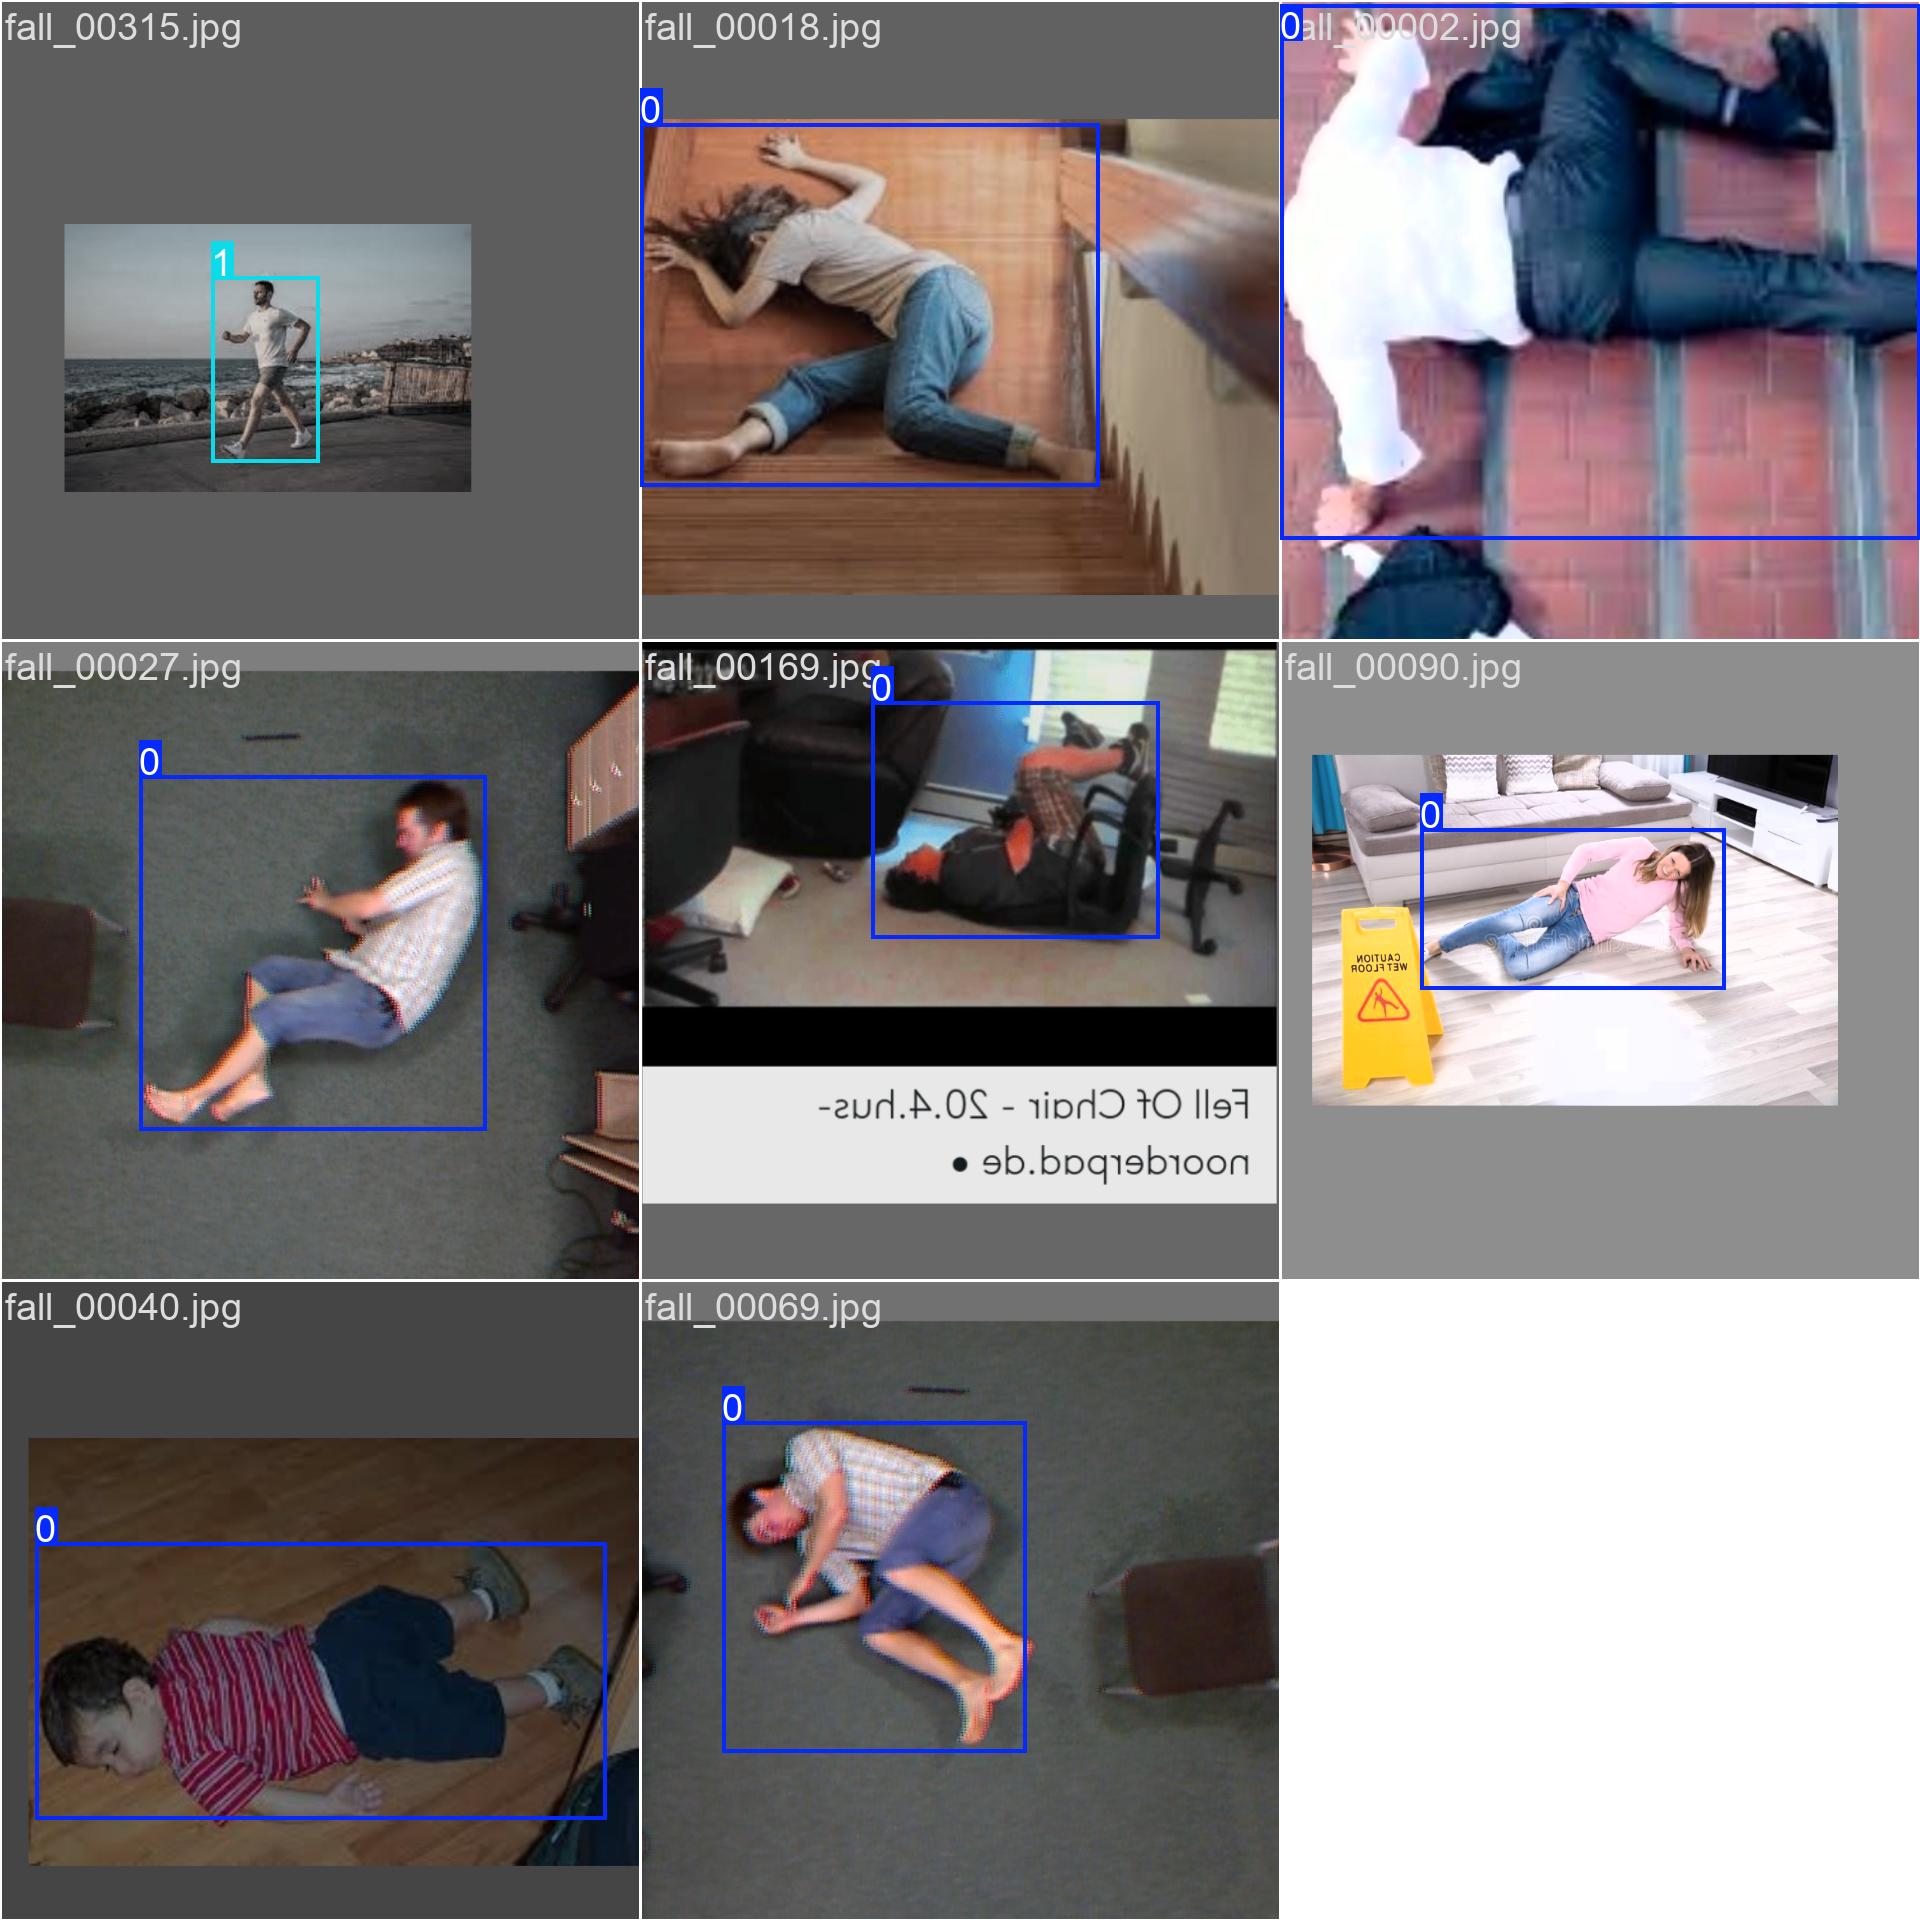 fall_00315.jpg
fall_00018.jpg
0
all_00002.jpg
1
0
fall_00027.jpg
fall_00169.jpg
0
fall_00090.jpg
0
0
CAUTION
WET FLOOR
Fell Of Chair - 20.4.hus-
noorderpad.de •
fall_00040.jpg
fall_00069.jpg
0
0